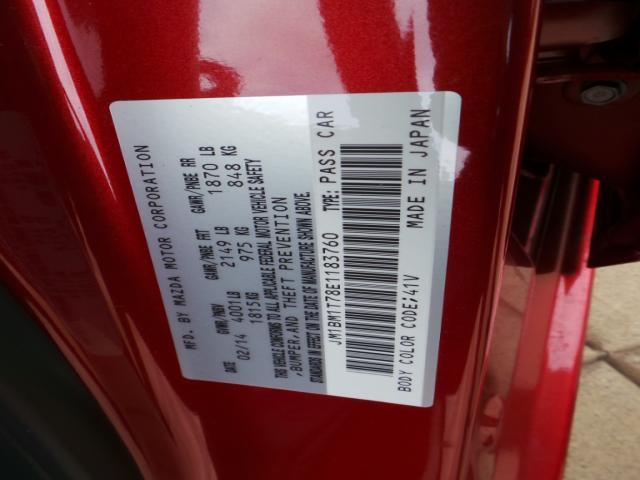 MFD. BY MAZDA MOTOR CORPORATION
GVWR/PNBV GAWR/PNBE FRT GAWR/PNBE RR
02/14 4001LB 2149 LB 1870 LB
1815KG 975 KG 848 KG
THIS VEHICLE CONFORMS TO ALL APPLICABLE FEDERAL MOTOR VEHICLE SAFETY
,BUMPER,AND THEFT PREVENTION
STANDARDS IN EFFECT ON THE DATE OF MANUFACTURE SHOWN ABOVE.
JM1BM1T78E1183760 TYPE: PASS CAR
BODY COLOR CODE;41V MADE IN JAPAN